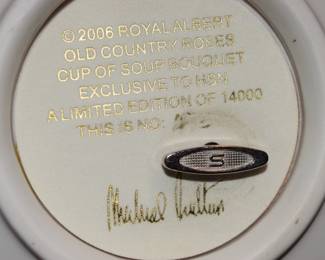 © 2006 ROYAL ALBERT
OLD COUNTRY ROSES
CUP OF SOUP BOUQUET
EXCLUSIVE TO HSN
A LIMITED EDITION OF 14000
THIS IS NO:
S
Michael